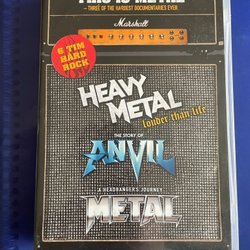 – THREE OF THE HARDEST DOCUMENTARIES EVER
Marshall
6 TIM
HÅRD
ROCK
HEAVY
METAL
louder than life
THE STORY OF
ANVIL
A HEADBANGER'S JOURNEY
METAL